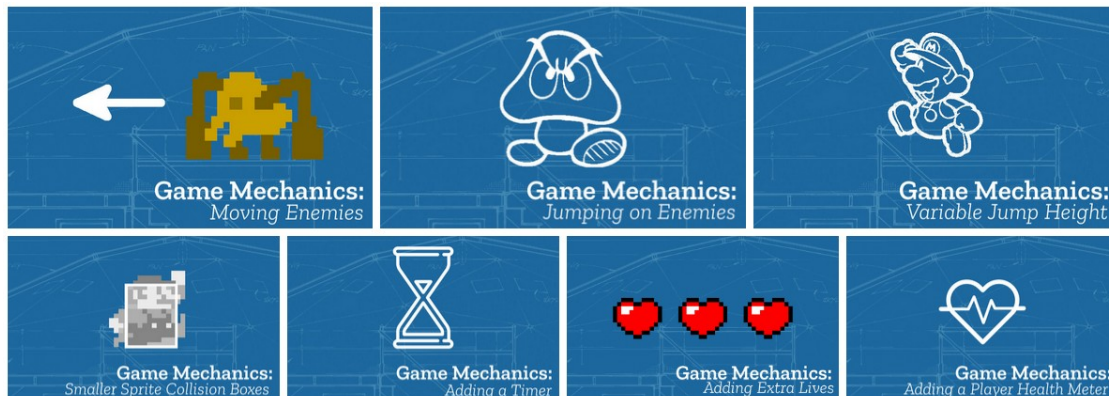 Game Mechanics:
Moving Enemies
Game Mechanics:
Jumping on Enemies
M
Game Mechanics:
Variable Jump Height
Game Mechanics:
Smaller Sprite Collision Boxes
Game Mechanics:
Adding a Timer
Game Mechanics:
Adding Extra Lives
Game Mechanics:
Adding a Player Health Meter